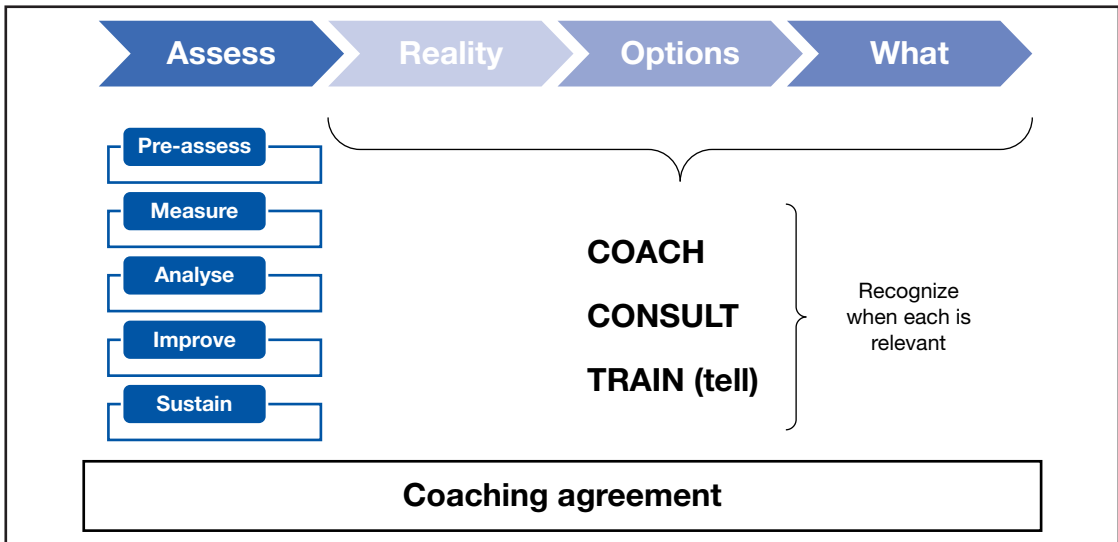 Assess
Reality
Options
What
Pre-assess
Measure
Analyse
Improve
Sustain
COACH
CONSULT
TRAIN (tell)
Recognize
when each is
relevant
Coaching agreement